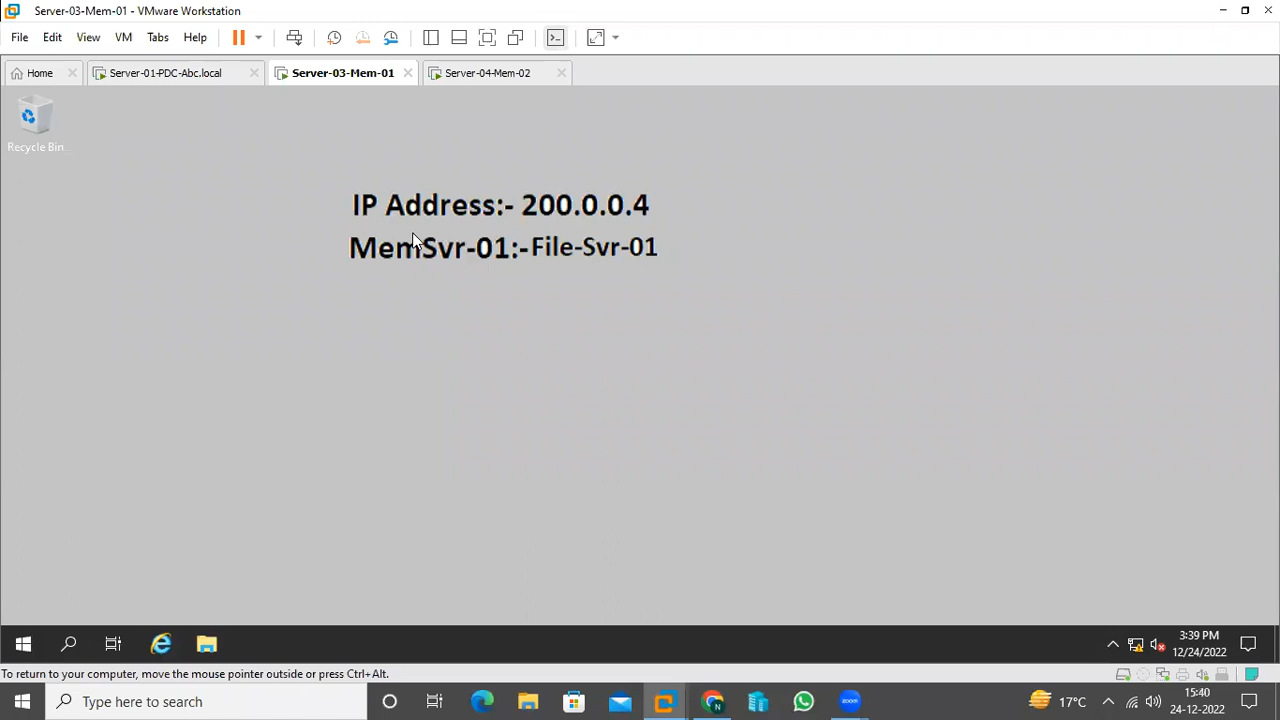 Server-03-Mem-01 - VMware Workstation
File Edit View VM Tabs Help
Home Server-01-PDC-Abc.local Server-03-Mem-01 Server-04-Mem-02
Recycle Bin
IP Address:- 200.0.0.4
MemSvr-01:-File-Svr-01
3:39 PM
12/24/2022
To return to your computer, move the mouse pointer outside or press Ctrl+Alt.
Type here to search
N
zoom
17°C
15:40
24-12-2022